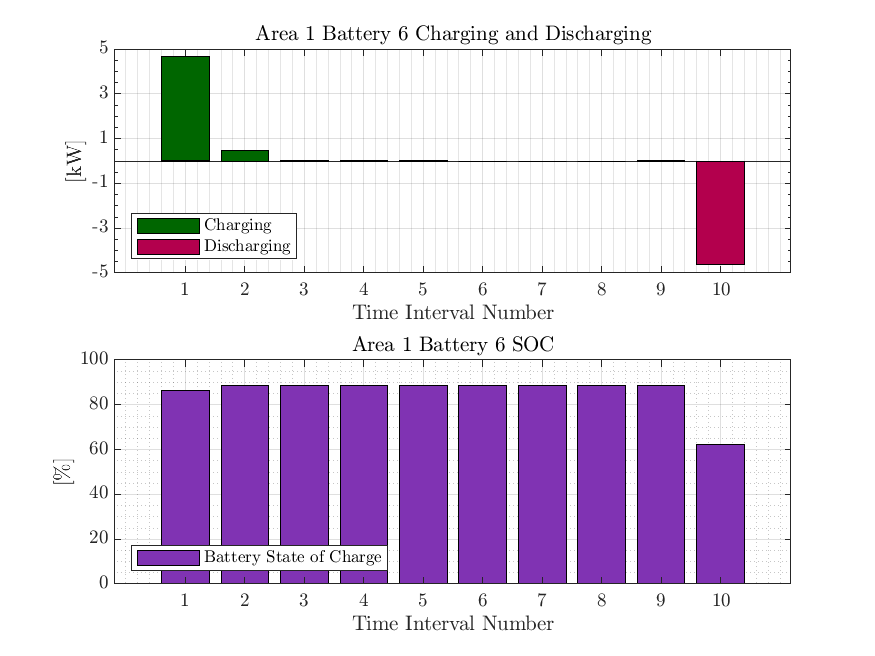 Area 1 Battery 6 Charging and Discharging
5
3
1
-1
-3
-5
[kW]
Charging
Discharging
1 2 3 4 5 6 7 8 9 10
Time Interval Number
Area 1 Battery 6 SOC
100
80
60
40
20
0
[%]
Battery State of Charge
1 2 3 4 5 6 7 8 9 10
Time Interval Number